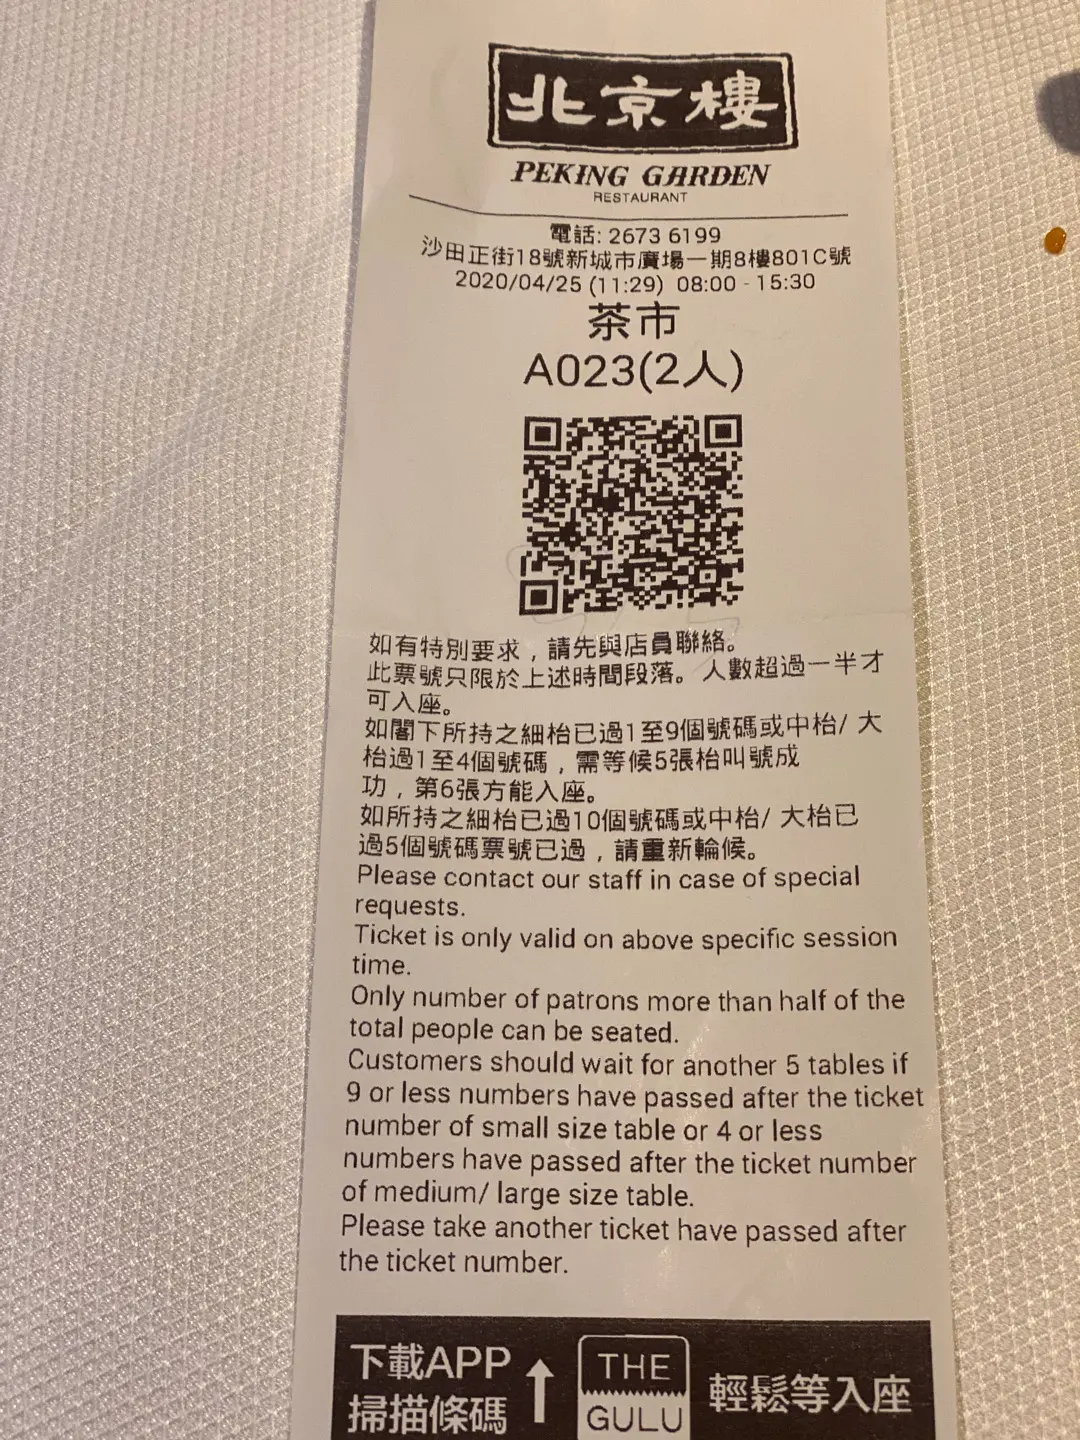 北京樓
PEKING GARDEN
RESTAURANT
電話: 2673 6199
沙田正街18號新城市廣場一期8樓801C號
2020/04/25 (11:29) 08:00 - 15:30
茶市
A023(2人)
如有特別要求，請先與店員聯絡。
此票號只限於上述時間段落。人數超過一半才
可入座。
如閣下所持之細枱已過1至9個號碼或中枱/ 大
枱過1至4個號碼，需等候5張枱叫號成
功，第6張方能入座。
如所持之細枱已過10個號碼或中枱/ 大枱已
過5個號碼票號已過，請重新輪候。
Please contact our staff in case of special
requests.
Ticket is only valid on above specific session
time.
Only number of patrons more than half of the
total people can be seated.
Customers should wait for another 5 tables if
9 or less numbers have passed after the ticket
number of small size table or 4 or less
numbers have passed after the ticket number
of medium/ large size table.
Please take another ticket have passed after
the ticket number.
下載APP
掃描條碼
THE
GULU
輕鬆等入座